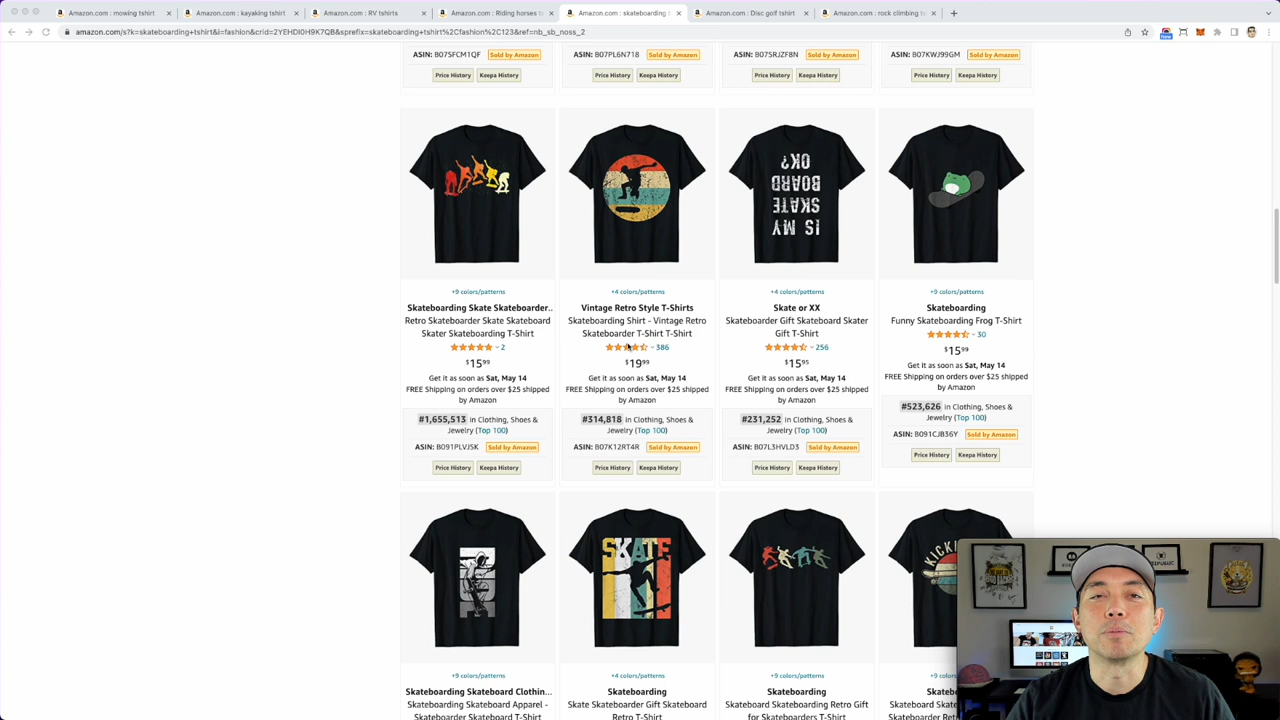 Amazon.com : mowing tshirt
Amazon.com : kayaking tshirt
Amazon.com : RV tshirts
Amazon.com : Riding horses t
Amazon.com : skateboarding
Amazon.com : Disc golf tshirt
Amazon.com : rock climbing t
amazon.com/s?k=skateboarding+tshirt&i=fashion&crid=2YEHDI0H9K7QB&sprefix=skateboarding+tshirt%2Cfashion%2C123&ref=nb_sb_noss_2
ASIN: B075FCM1QF Sold by Amazon
Price History Keepa History
ASIN: B07PL6N718 Sold by Amazon
Price History Keepa History
ASIN: B07SRJZF8N Sold by Amazon
Price History Keepa History
ASIN: B07KWJ99GM Sold by Amazon
Price History Keepa History
+9 colors/patterns
Skateboarding Skate Skateboarder..
Retro Skateboarder Skate Skateboard
Skater Skateboarding T-Shirt
2
$15.99
Get it as soon as Sat, May 14
FREE Shipping on orders over $25 shipped
by Amazon
#1,655,513 in Clothing, Shoes &
Jewelry (Top 100)
ASIN: B091PLVJSK Sold by Amazon
Price History Keepa History
+4 colors/patterns
Vintage Retro Style T-Shirts
Skateboarding Shirt - Vintage Retro
Skateboarder T-Shirt T-Shirt
386
$19.99
Get it as soon as Sat, May 14
FREE Shipping on orders over $25 shipped
by Amazon
#314,818 in Clothing, Shoes &
Jewelry (Top 100)
ASIN: B07K12RT4R Sold by Amazon
Price History Keepa History
IS MY
SKATE
BOARD
OK?
+4 colors/patterns
Skate or XX
Skateboarder Gift Skateboard Skater
Gift T-Shirt
256
$15.95
Get it as soon as Sat, May 14
FREE Shipping on orders over $25 shipped
by Amazon
#231,252 in Clothing, Shoes &
Jewelry (Top 100)
ASIN: B07L3HVLD3 Sold by Amazon
Price History Keepa History
+9 colors/patterns
Skateboarding
Funny Skateboarding Frog T-Shirt
30
$15.99
Get it as soon as Sat, May 14
FREE Shipping on orders over $25 shipped
by Amazon
#523,626 in Clothing, Shoes &
Jewelry (Top 100)
ASIN: B091CJB36Y Sold by Amazon
Price History Keepa History
+9 colors/patterns
Skateboarding Skateboard Clothin...
Skateboarding Skateboard Apparel -
Skateboarder Skateboard T-Shirt
SKATE
+4 colors/patterns
Skateboarding
Skate Skateboarder Gift Skateboard
Retro T-Shirt
+9 colors/patterns
Skateboarding
Skateboard Skateboarding Retro Gift
for Skateboarders T-Shirt
KICKI
+9
Skateb
Skateboarder Ret